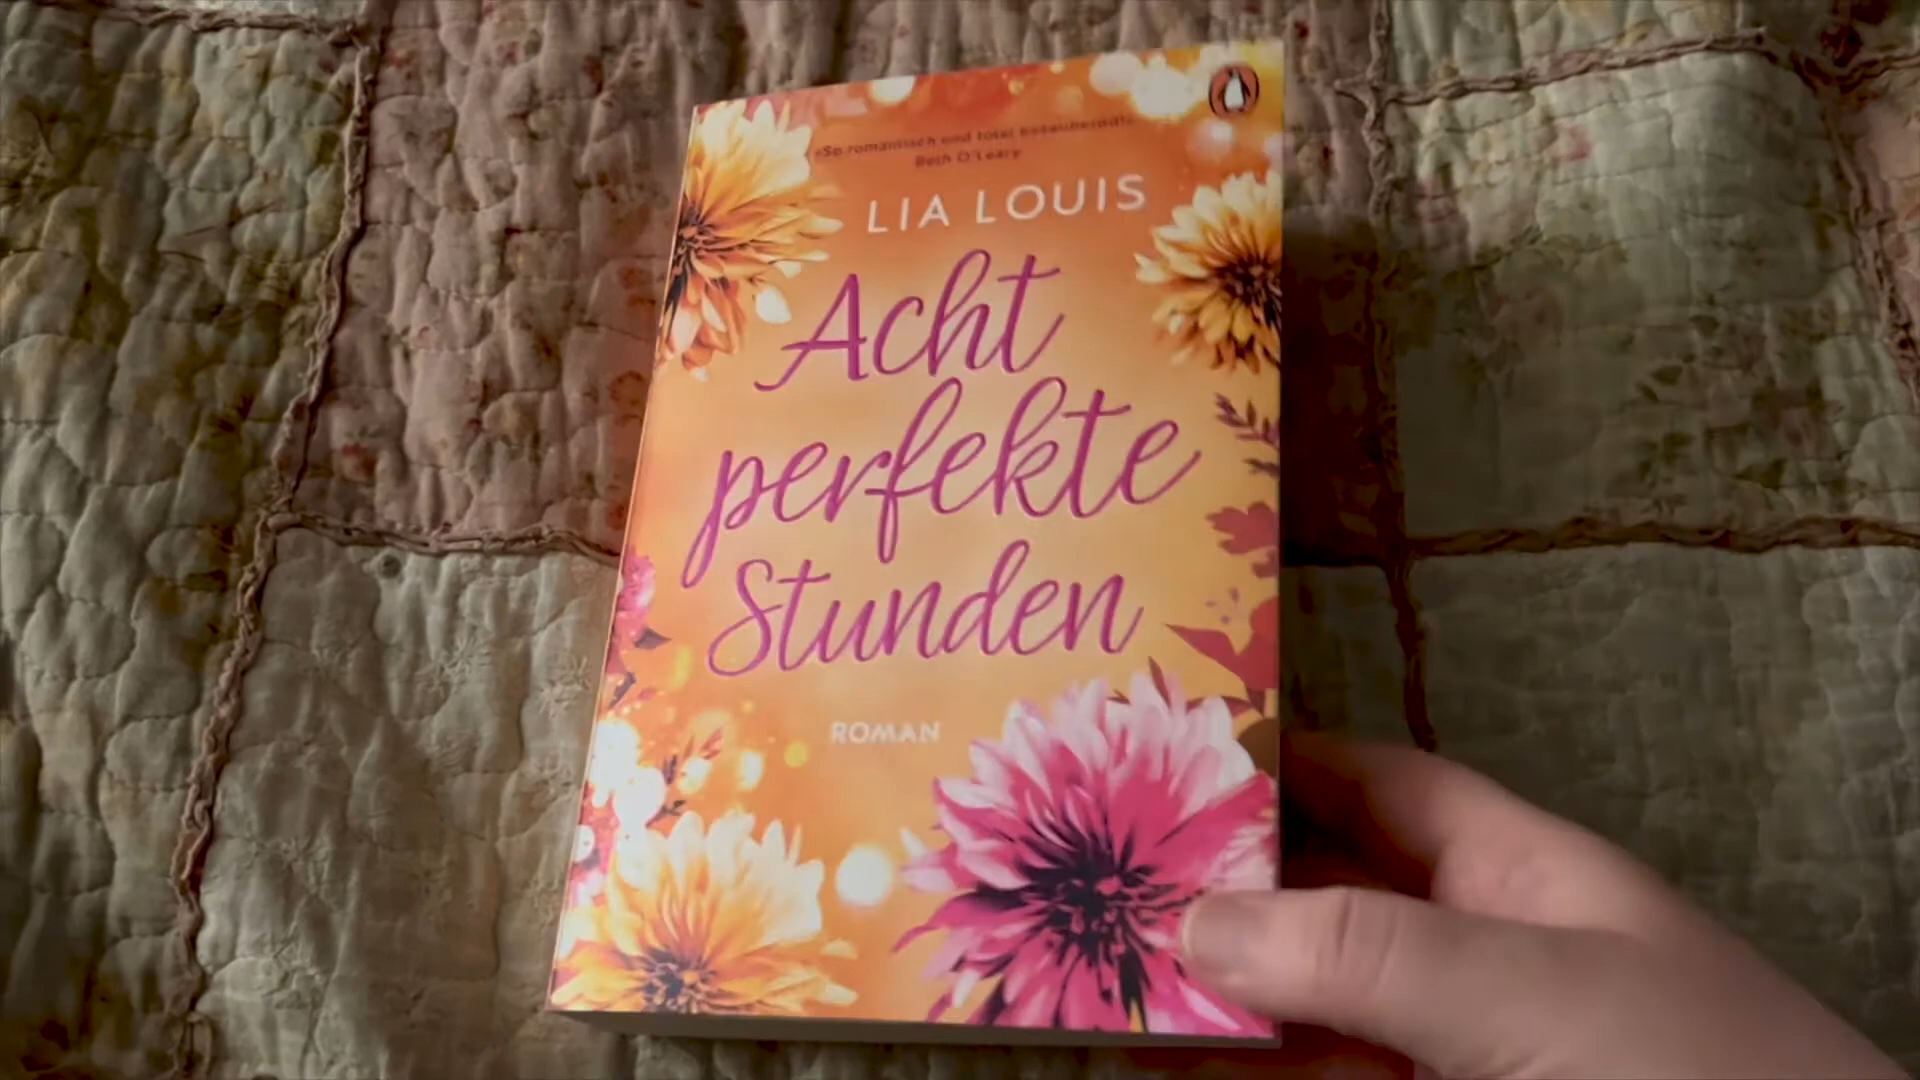 »So romantisch und total bezaubernd!«
Beth O'Leary
LIA LOUIS
Acht
perfekte
Stunden
ROMAN